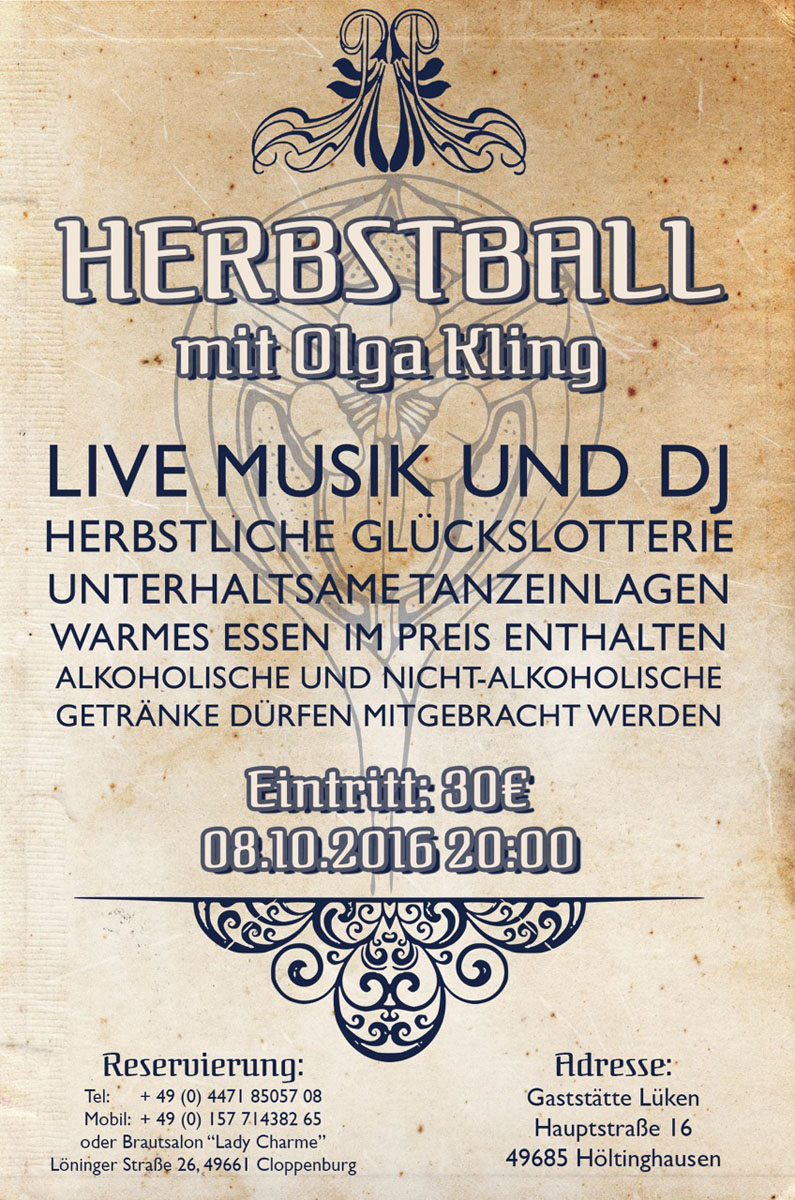 HERBSTBALL
mit Olga Kling
LIVE MUSIK UND DJ
HERBSTLICHE GLÜCKSLOTTERIE
UNTERHALTSAME TANZEINLAGEN
WARMES ESSEN IM PREIS ENTHALTEN
ALKOHOLISCHE UND NICHT-ALKOHOLISCHE
GETRÄNKE DÜRFEN MITGEBRACHT WERDEN
Eintritt: 30€
08.10.2016 20:00
Reservierung:
Tel: + 49 (0) 4471 85057 08
Mobil: + 49 (0) 157 714382 65
oder Brautsalon “Lady Charme”
Löninger Straße 26, 49661 Cloppenburg
Adresse:
Gaststätte Lüken
Hauptstraße 16
49685 Höltinghausen